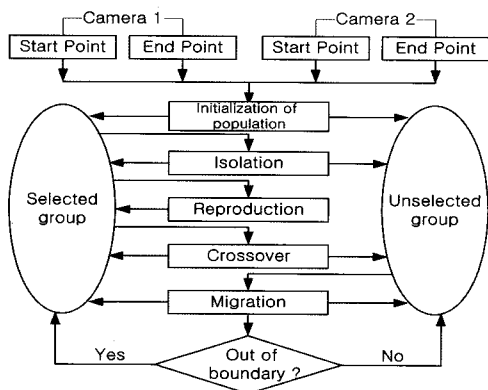 Camera 1
Camera 2
Start Point
End Point
Start Point
End Point
Initialization of
population
Isolation
Selected
group
Reproduction
Unselected
group
Crossover
Migration
Yes
Out of
boundary ?
No